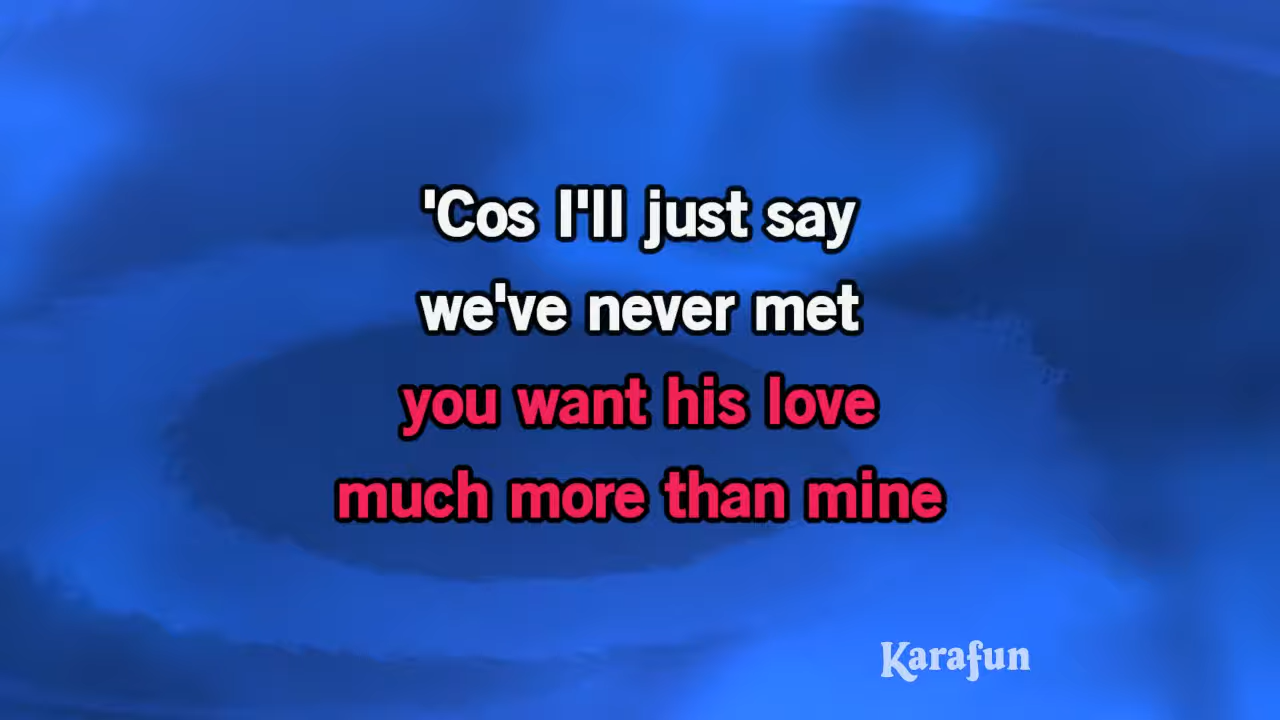 'Cos I'll just say
we've never met
you want his love
much more than mine
Karafun